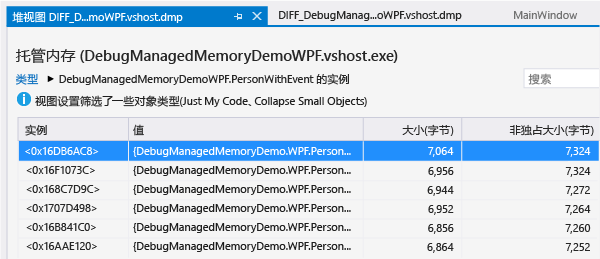 堆视图 DIFF_D...moWPF.vshost.dmp DIFF_DebugManag...oWPF.vshost.dmp MainWindow
托管内存 (DebugManagedMemoryDemoWPF.vshost.exe)
类型 ▶ DebugManagedMemoryDemoWPF.PersonWithEvent 的实例 搜索
视图设置筛选了一些对象类型(Just My Code、Collapse Small Objects)
实例 值 大小(字节) 非独占大小(字节)
<0x16DB6AC8> {DebugManagedMemoryDemo.WPF.Person... 7,064 7,324
<0x16F1073C> {DebugManagedMemoryDemo.WPF.Person... 6,956 7,324
<0x168C7D9C> {DebugManagedMemoryDemo.WPF.Person... 6,944 7,272
<0x1707D498> {DebugManagedMemoryDemo.WPF.Person... 6,952 7,264
<0x16B841C0> {DebugManagedMemoryDemo.WPF.Person... 6,856 7,260
<0x16AAE120> {DebugManagedMemoryDemo.WPF.Person... 6,864 7,252